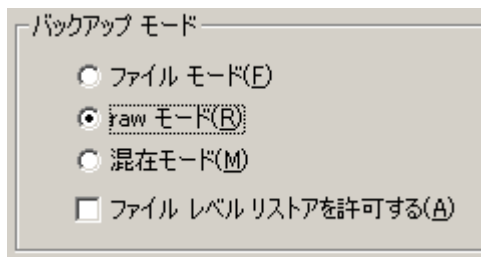 バックアップ モード
ファイル モード(F)
raw モード(R)
混在モード(M)
ファイル レベル リストアを許可する(A)